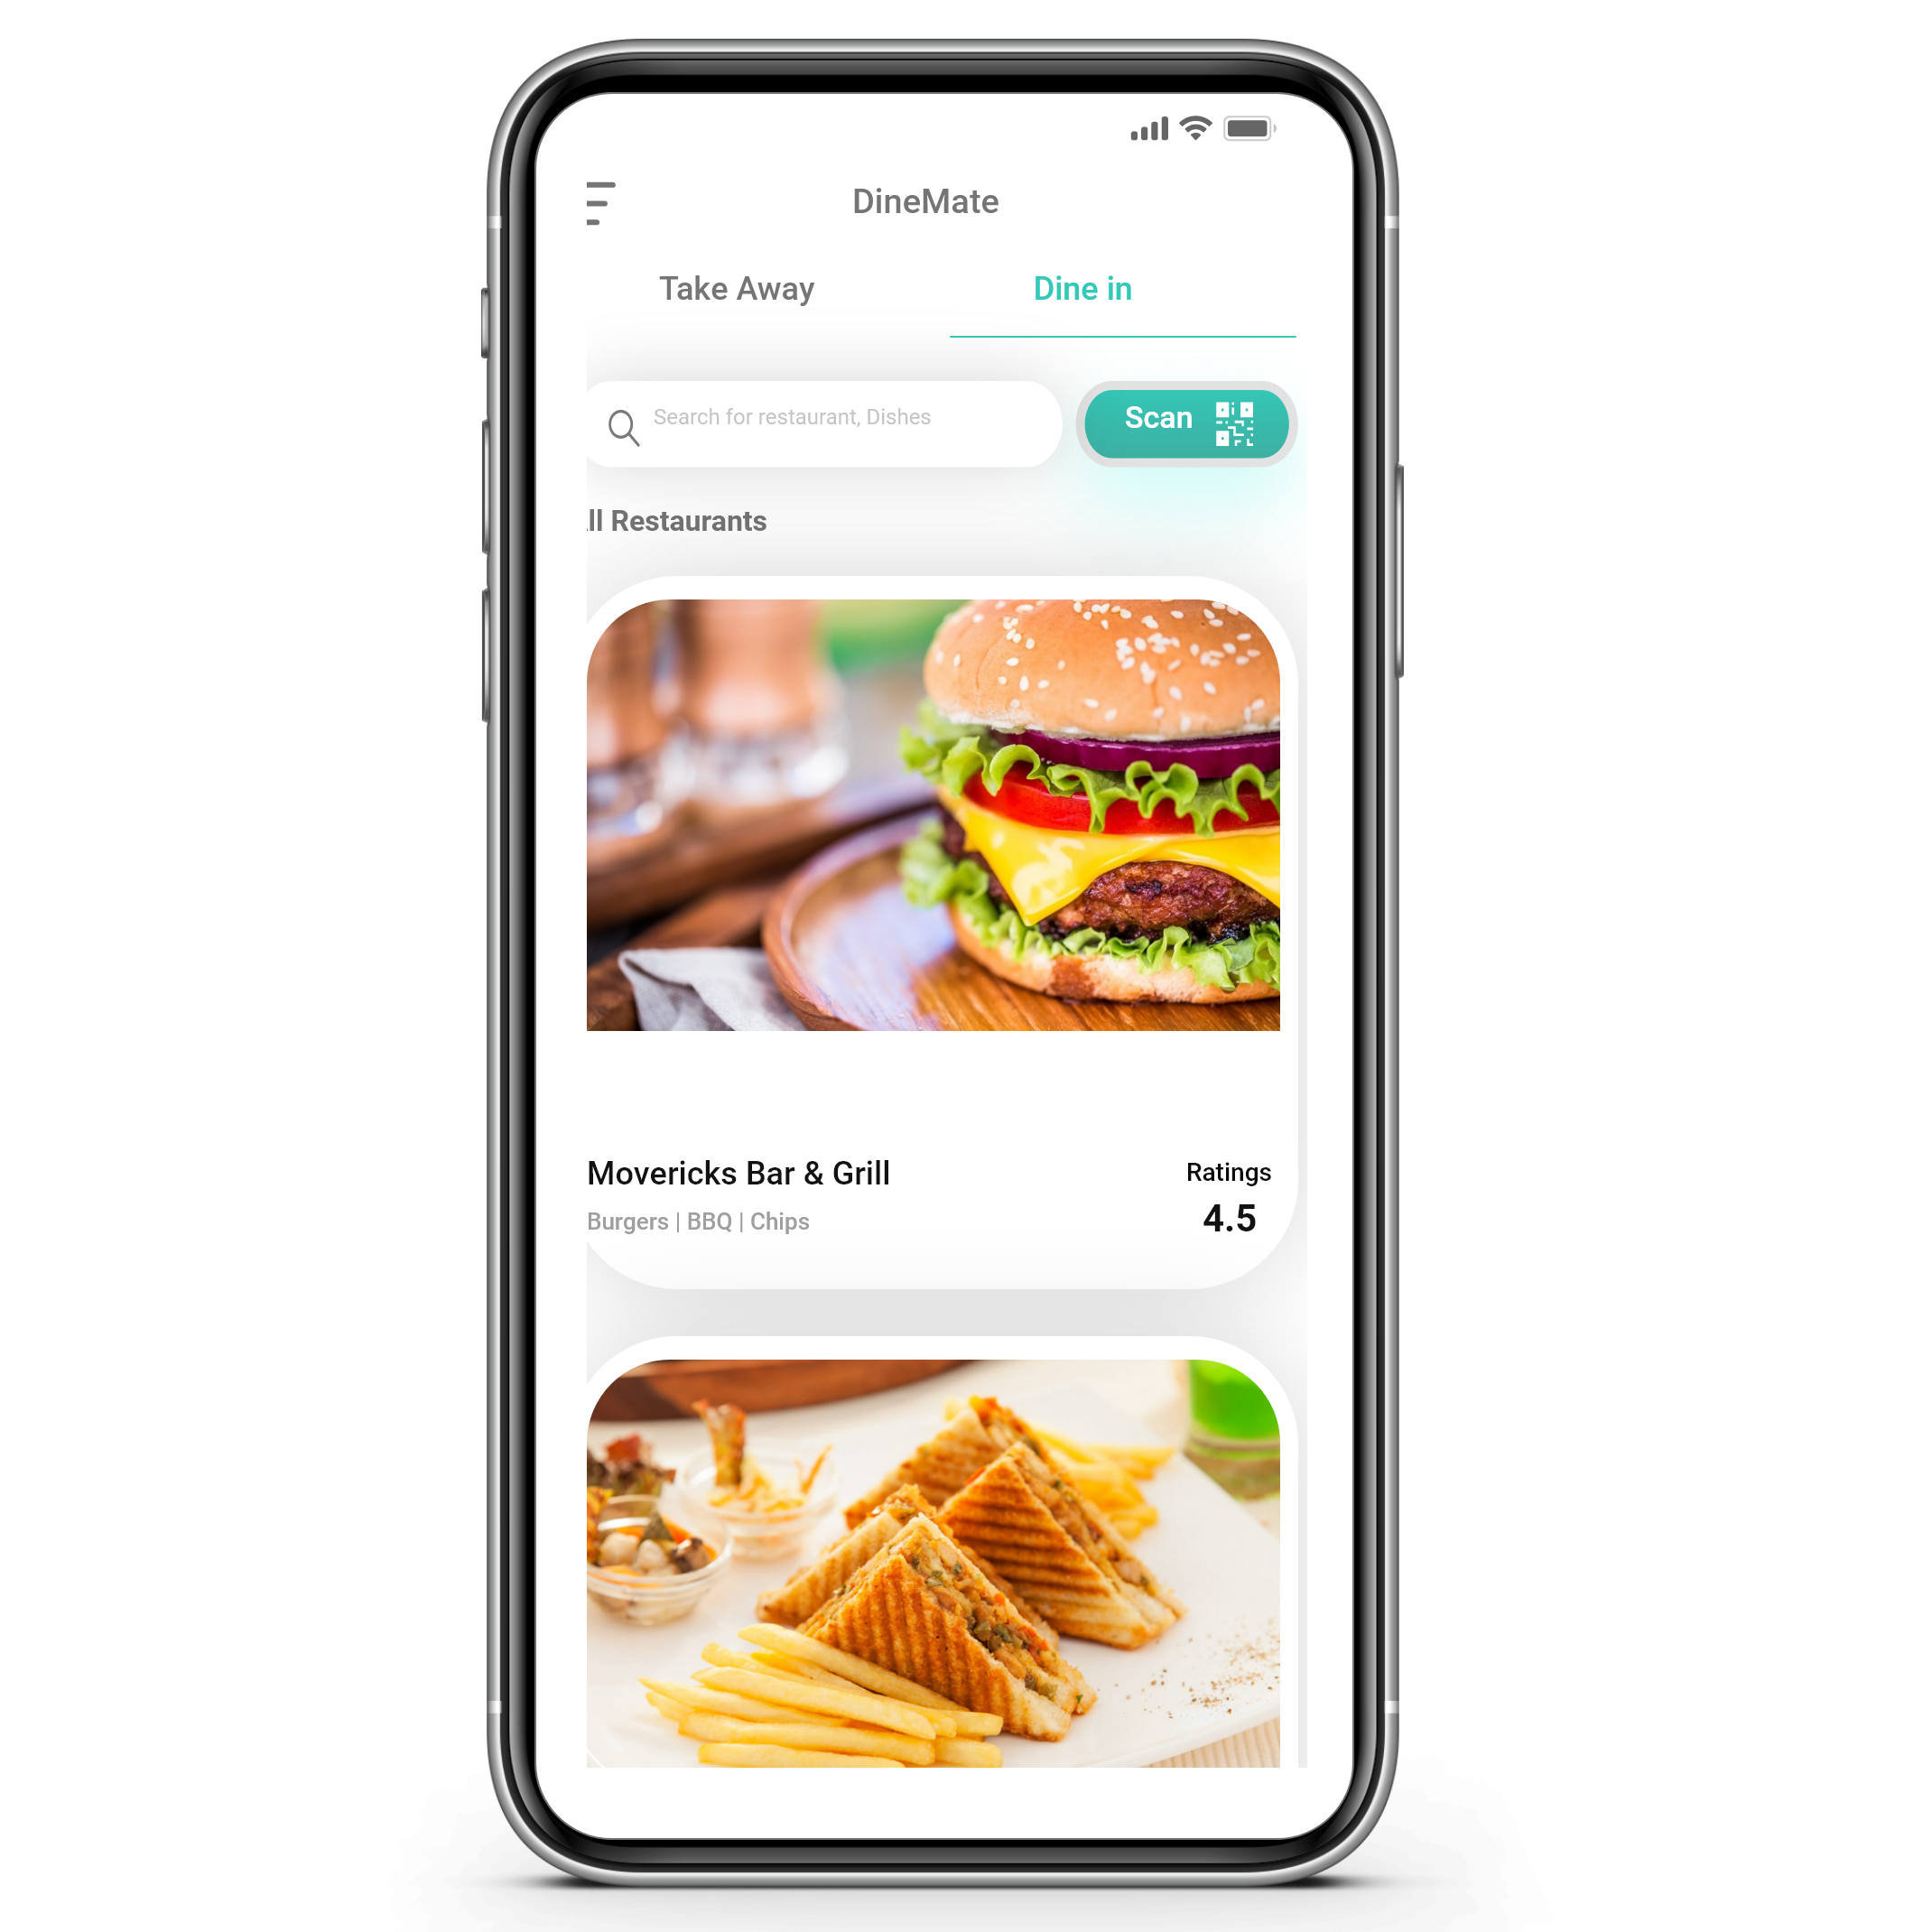 DineMate
Take Away Dine in
Search for restaurant, Dishes Scan
ll Restaurants
Movericks Bar & Grill Ratings
Burgers | BBQ | Chips 4.5